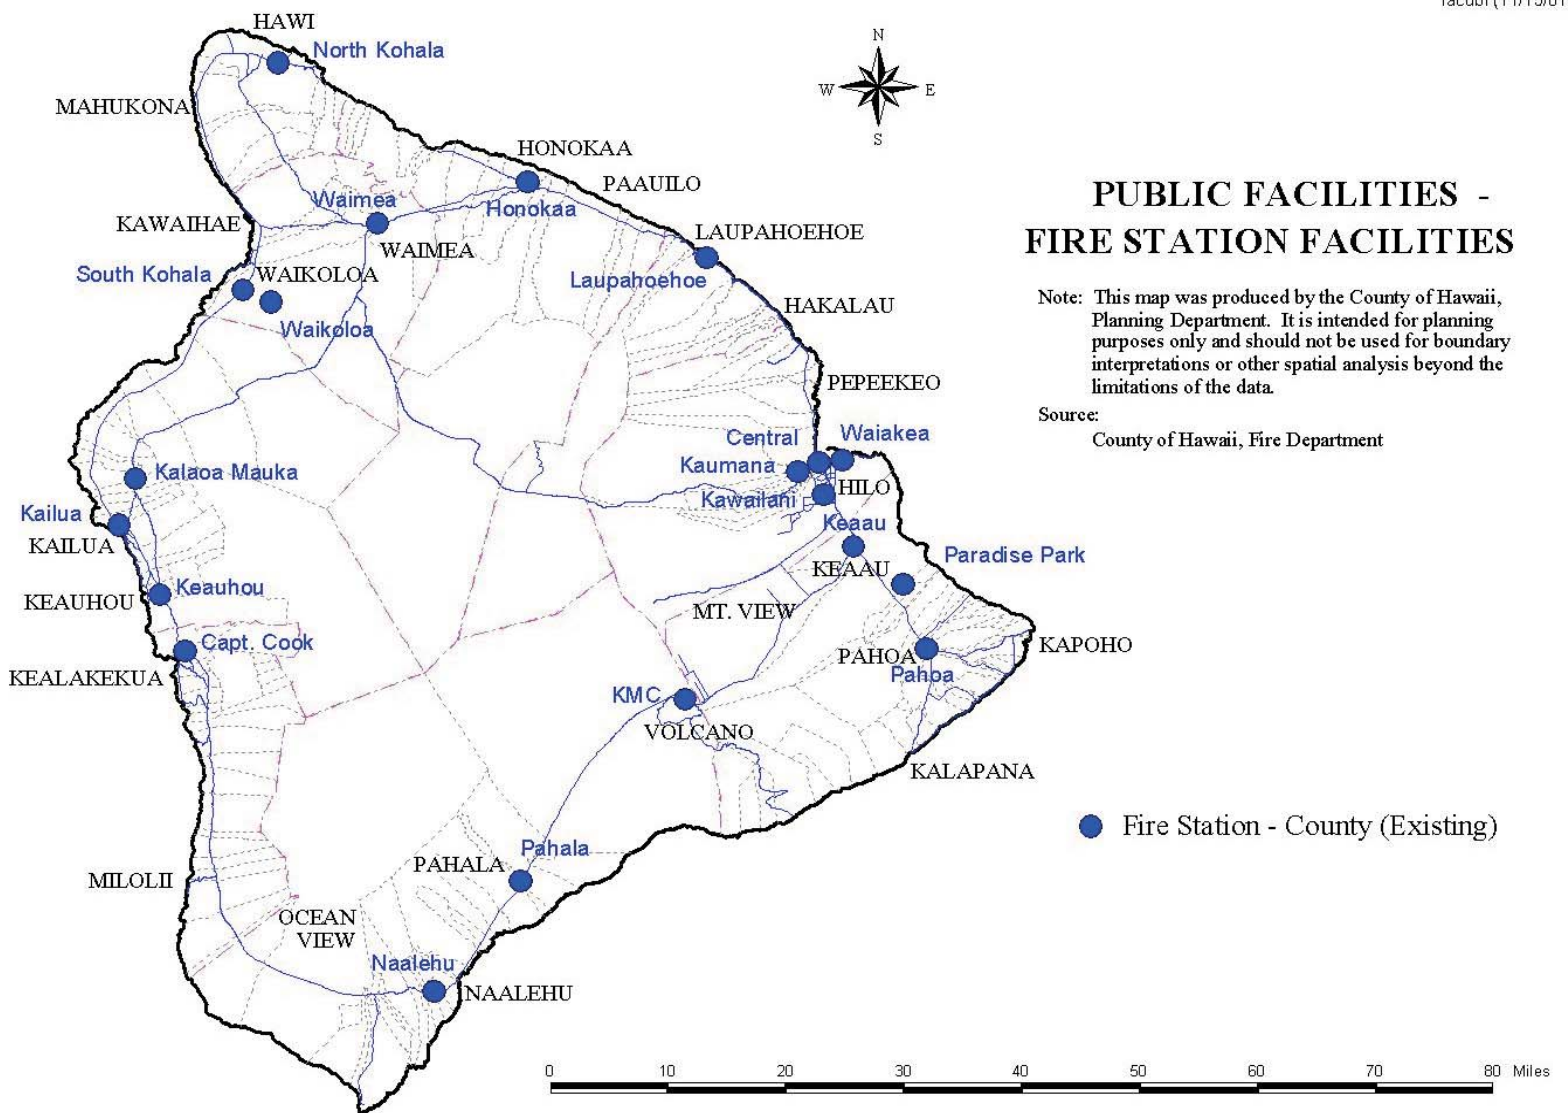 HAWI
North Kohala
N
W
E
S
MAHUKONA
HONOKAA
PAAUILO
Waimea
Honokaa
KAWAIHAE
WAIMEA
LAUPAHOEHOE
Laupahoehoe
South Kohala
WAIKOLOA
Waikoloa
HAKALAU
PUBLIC FACILITIES -
FIRE STATION FACILITIES
Note: This map was produced by the County of Hawaii,
Planning Department. It is intended for planning
purposes only and should not be used for boundary
interpretations or other spatial analysis beyond the
limitations of the data.
Source:
County of Hawaii, Fire Department
PEPEEKEO
Central
Waiakea
Kaumana
Kalaoa Mauka
Kawailani
HILO
Kailua
KAILUA
Keaau
KEAAU
Paradise Park
Keauhou
KEAUHOU
MT. VIEW
Capt. Cook
KEALAKEKUA
PAHOA
Pahoa
KAPOHO
KMC
VOLCANO
KALAPANA
Fire Station - County (Existing)
Pahala
PAHALA
MILOLII
OCEAN
VIEW
Naalehu
NAALEHU
0 10 20 30 40 50 60 70 80 Miles